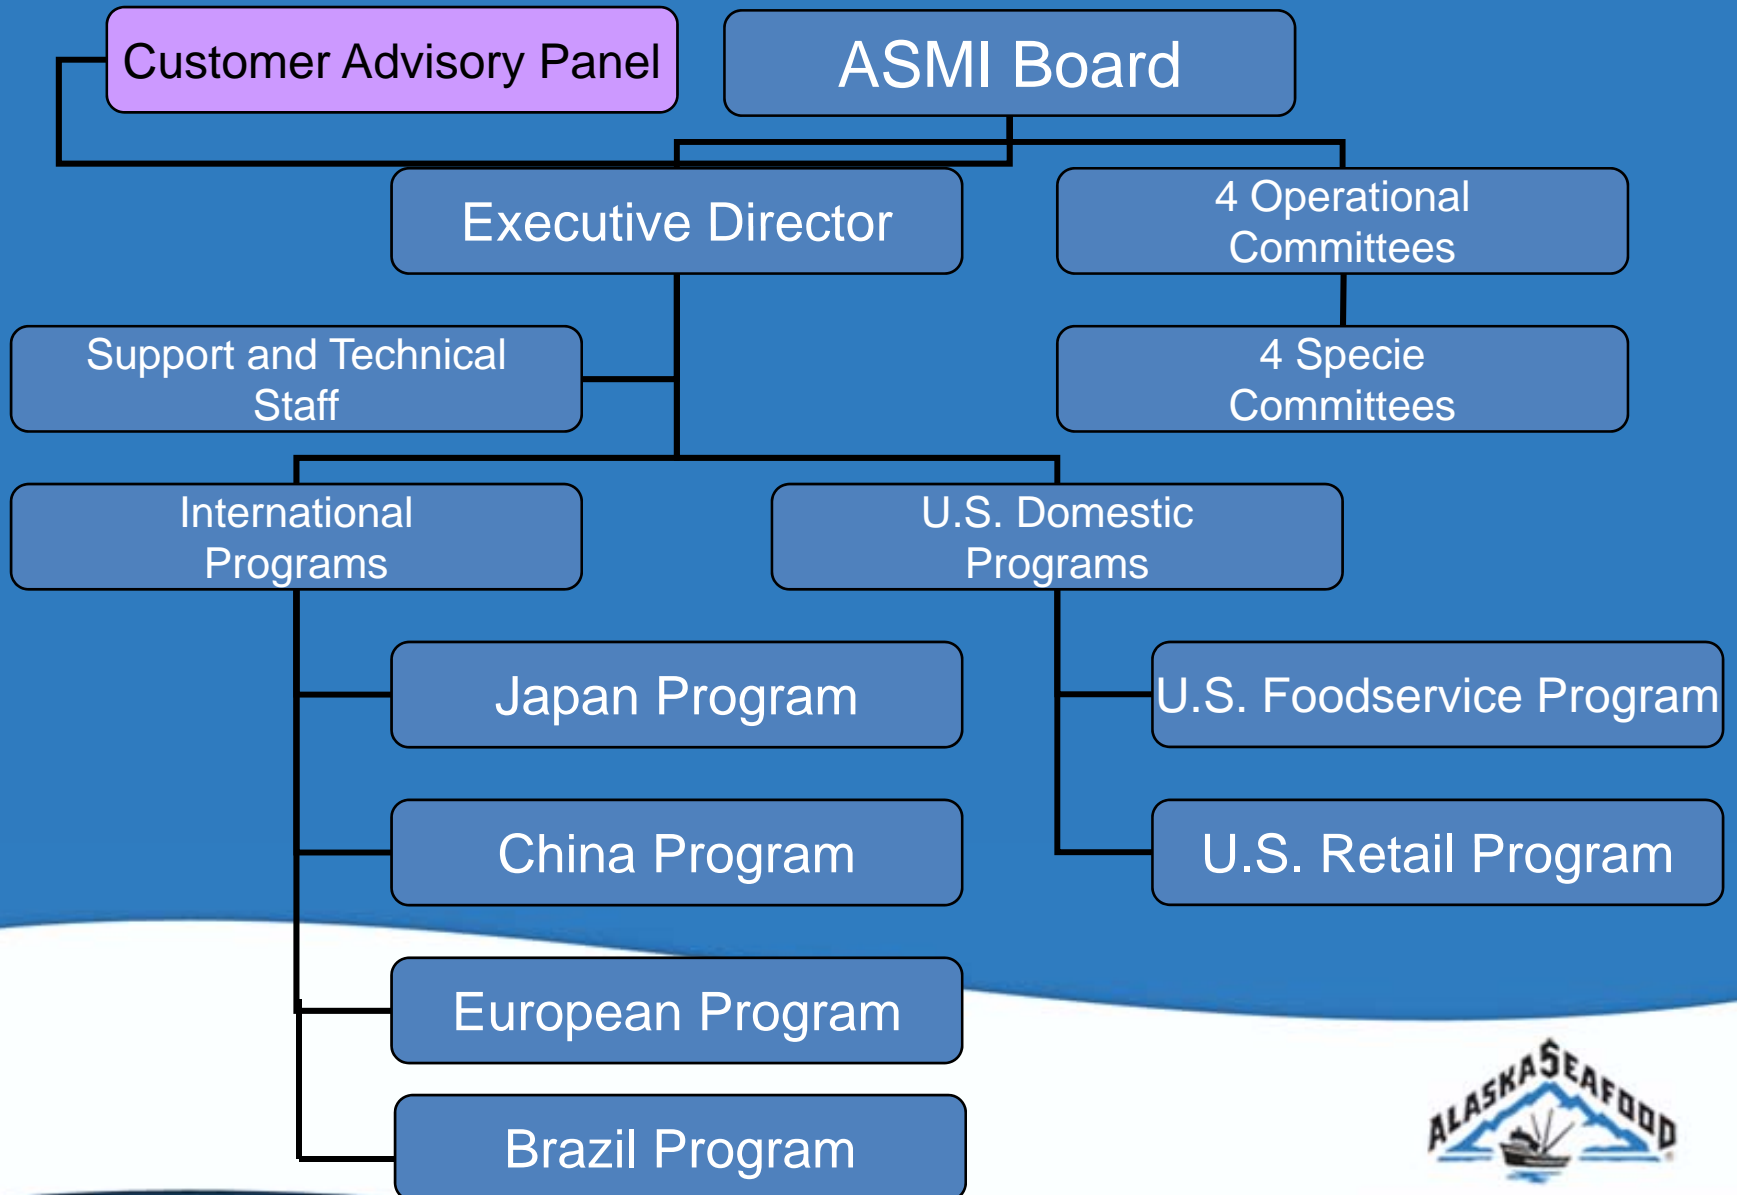 Customer Advisory Panel
ASMI Board
Executive Director
4 Operational
Committees
Support and Technical
Staff
4 Specie
Committees
International
Programs
U.S. Domestic
Programs
Japan Program
U.S. Foodservice Program
China Program
U.S. Retail Program
European Program
Brazil Program
ALASKA SEAFOOD